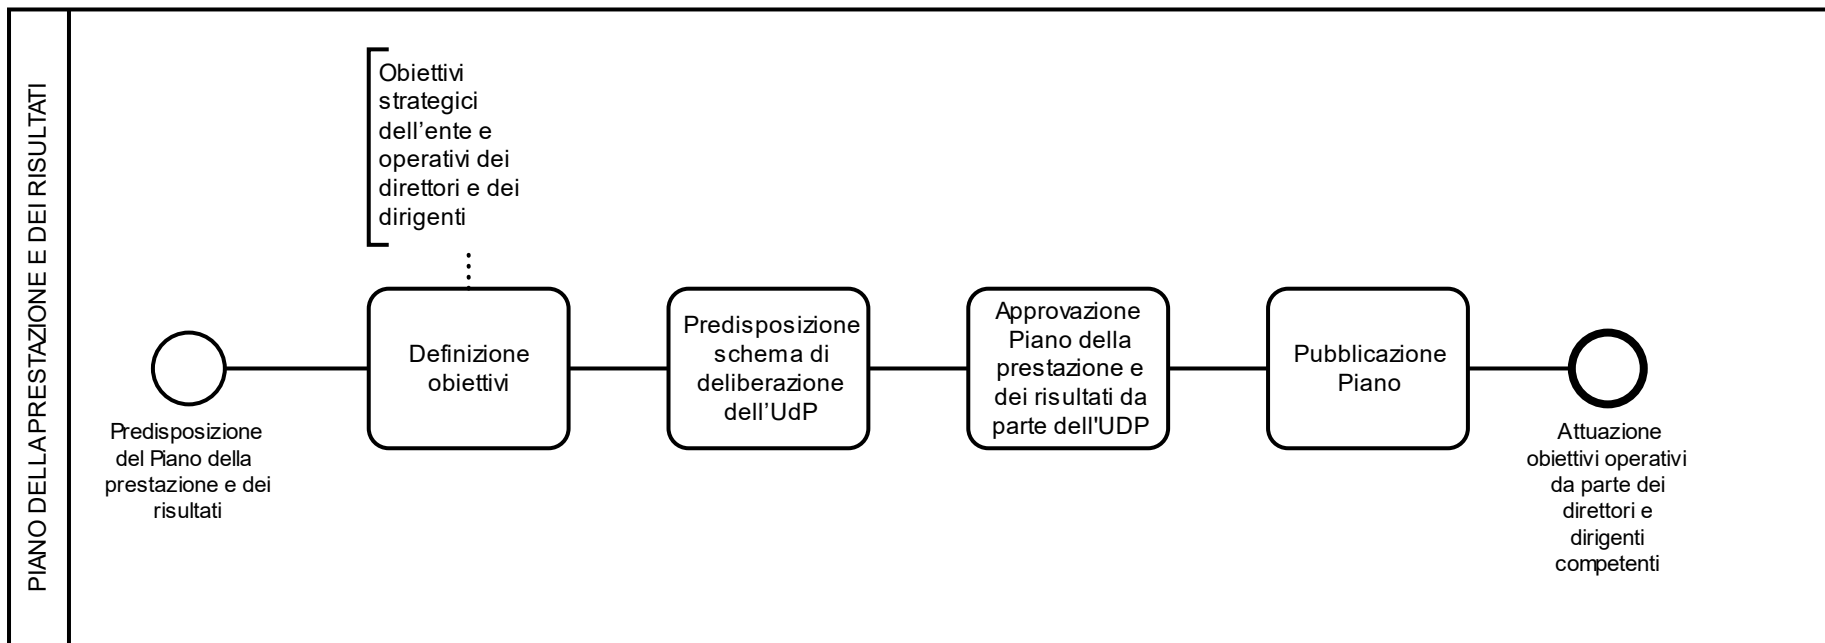 PIANO DELLA PRESTAZIONE E DEI RISULTATI
Obiettivi
strategici
dell’ente e
operativi dei
direttori e dei
dirigenti
Predisposizione
del Piano della
prestazione e dei
risultati
Definizione
obiettivi
Predisposizione
schema di
deliberazione
dell’UdP
Approvazione
Piano della
prestazione e
dei risultati da
parte dell'UDP
Pubblicazione
Piano
Attuazione
obiettivi operativi
da parte dei
direttori e
dirigenti
competenti